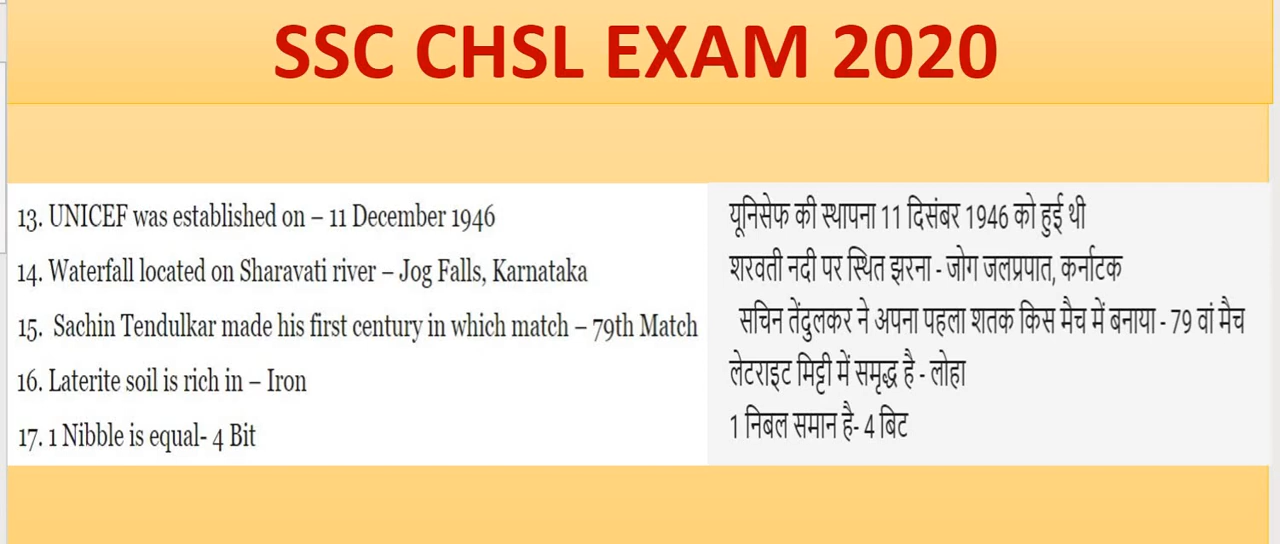 SSC CHSL EXAM 2020
13. UNICEF was established on – 11 December 1946
14. Waterfall located on Sharavati river – Jog Falls, Karnataka
15. Sachin Tendulkar made his first century in which match – 79th Match
16. Laterite soil is rich in – Iron
17. 1 Nibble is equal- 4 Bit
यूनिसेफ की स्थापना 11 दिसंबर 1946 को हुई थी
शरवती नदी पर स्थित झरना - जोग जलप्रपात, कर्नाटक
सचिन तेंदुलकर ने अपना पहला शतक किस मैच में बनाया - 79 वां मैच
लेटराइट मिट्टी में समृद्ध है - लोहा
1 निबल समान है- 4 बिट